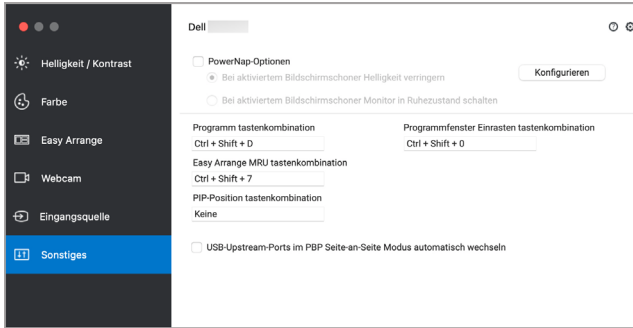 Dell
Helligkeit / Kontrast
Farbe
Easy Arrange
Webcam
Eingangsquelle
Sonstiges
PowerNap-Optionen
Bei aktiviertem Bildschirmschoner Helligkeit verringern
Konfigurieren
Bei aktiviertem Bildschirmschoner Monitor in Ruhezustand schalten
Programm tastenkombination
Programmfenster Einrasten tastenkombination
Ctrl + Shift + D
Ctrl + Shift + 0
Easy Arrange MRU tastenkombination
Ctrl + Shift + 7
PIP-Position tastenkombination
Keine
USB-Upstream-Ports im PBP Seite-an-Seite Modus automatisch wechseln